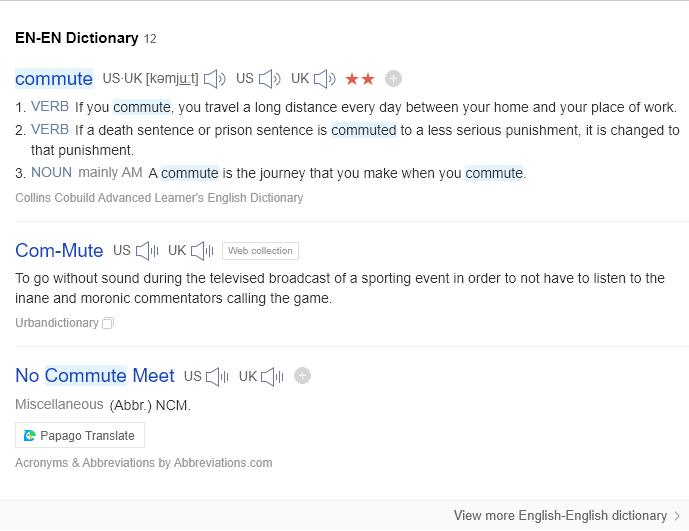 EN-EN Dictionary 12
commute US·UK [kəmju:t] US UK ★★
1. VERB If you commute, you travel a long distance every day between your home and your place of work.
2. VERB If a death sentence or prison sentence is commuted to a less serious punishment, it is changed to
that punishment.
3. NOUN mainly AM A commute is the journey that you make when you commute.
Collins Cobuild Advanced Learner's English Dictionary
Com-Mute US UK Web collection
To go without sound during the televised broadcast of a sporting event in order to not have to listen to the
inane and moronic commentators calling the game.
Urbandictionary
No Commute Meet US UK
Miscellaneous (Abbr.) NCM.
Papago Translate
Acronyms & Abbreviations by Abbreviations.com
View more English-English dictionary >